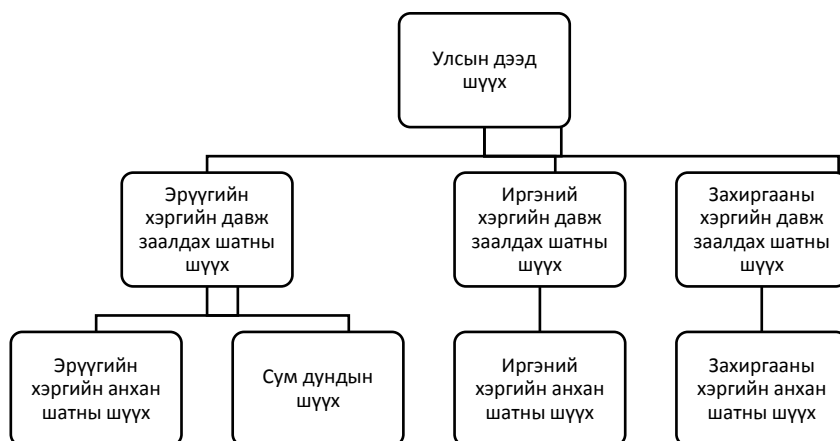 Улсын дээд
шүүх
Эрүүгийн
хэргийн давж
заалдах шатны
шүүх
Иргэний
хэргийн давж
заалдах шатны
шүүх
Захиргааны
хэргийн давж
заалдах шатны
шүүх
Эрүүгийн
хэргийн анхан
шатны шүүх
Сум дундын
шүүх
Иргэний
хэргийн анхан
шатны шүүх
Захиргааны
хэргийн анхан
шатны шүүх